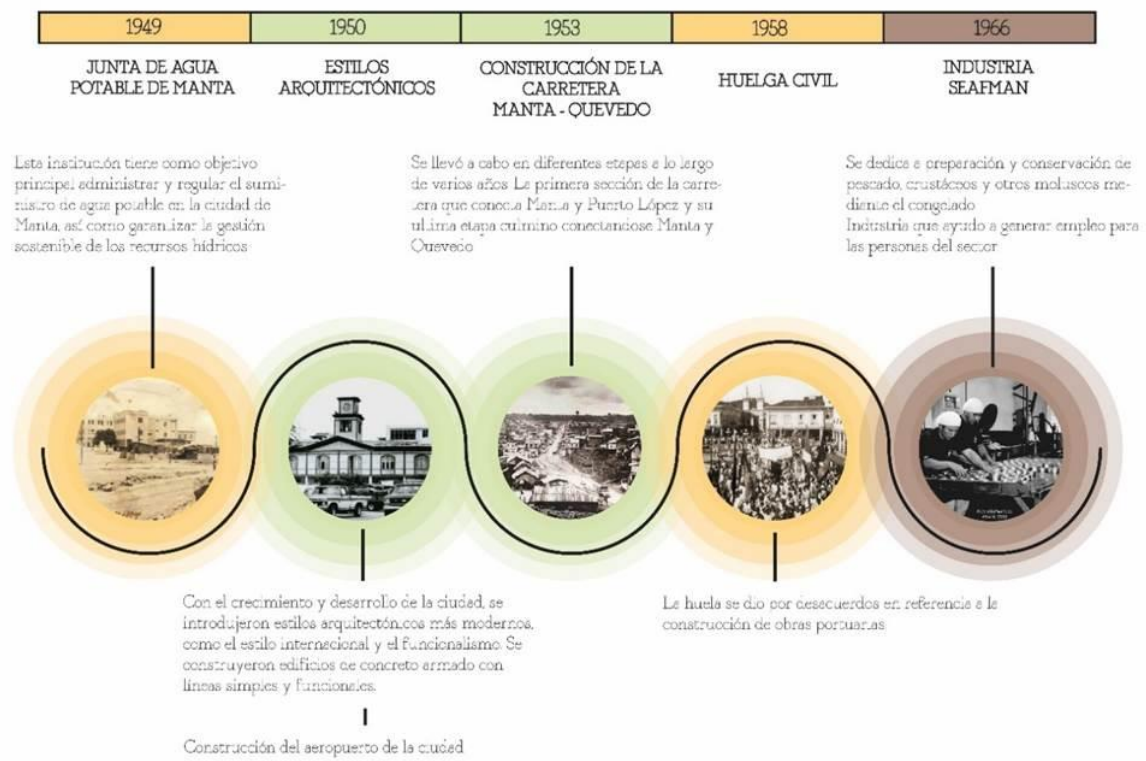 1949
JUNTA DE AGUA
POTABLE DE MANTA
1950
ESTILOS
ARQUITECTÓNICOS
1953
CONSTRUCCIÓN DE LA
CARRETERA
MANTA - QUEVEDO
1958
HUELGA CIVIL
1966
INDUSTRIA
SEAFMAN
Esta institución tiene como objetivo
principal administrar y regular el sumi-
nistro de agua potable en la ciudad de
Manta, así como garantizar la gestión
sostenible de los recursos hídricos
Se llevó a cabo en diferentes etapas a lo largo
de varios años La primera sección de la carre-
tera que conecta Manta y Puerto López y su
ultima etapa culmino conectandose Manta y
Quevedo
Se dedica a preparación y conservación de
pescado, crustáceos y otros moluscos me-
diante el congelado
Industria que ayudo a generar empleo para
las personas del sector
Con el crecimiento y desarrollo de la ciudad, se
introdujeron estilos arquitectónicos más modernos,
como el estilo internacional y el funcionalismo. Se
construyeron edificios de concreto armado con
líneas simples y funcionales.
Construcción del aeropuerto de la ciudad
La huela se dio por desacuerdos en referencia a la
construcción de obras portuarias